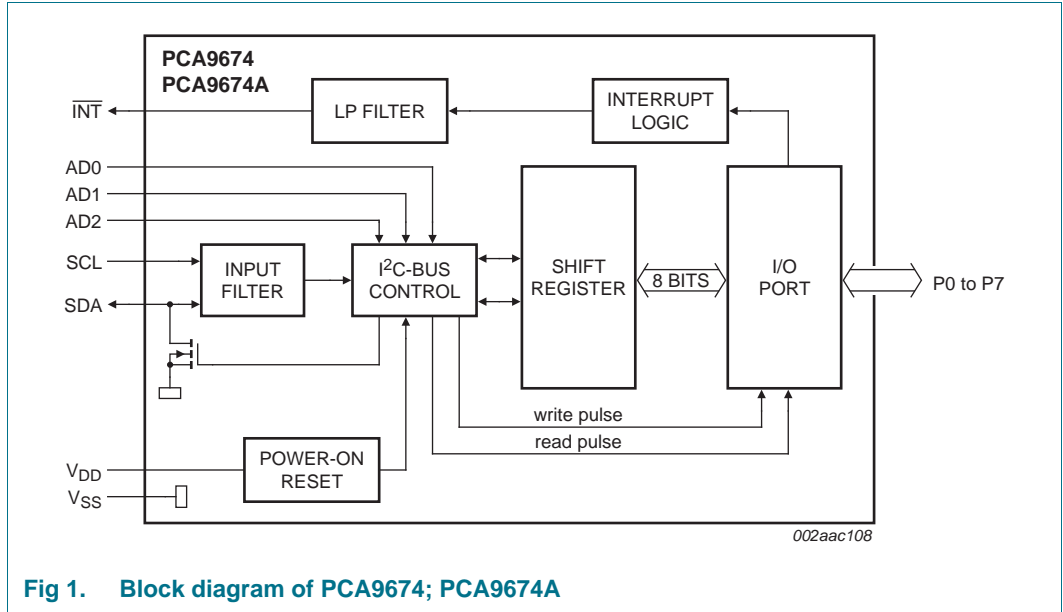 PCA9674
PCA9674A
INT
LP FILTER
INTERRUPT
LOGIC
AD0
AD1
AD2
SCL
SDA
INPUT
FILTER
I2C-BUS
CONTROL
SHIFT
REGISTER
8 BITS
I/O
PORT
P0 to P7
write pulse
read pulse
VDD
VSS
POWER-ON
RESET
002aac108
Fig 1. Block diagram of PCA9674; PCA9674A